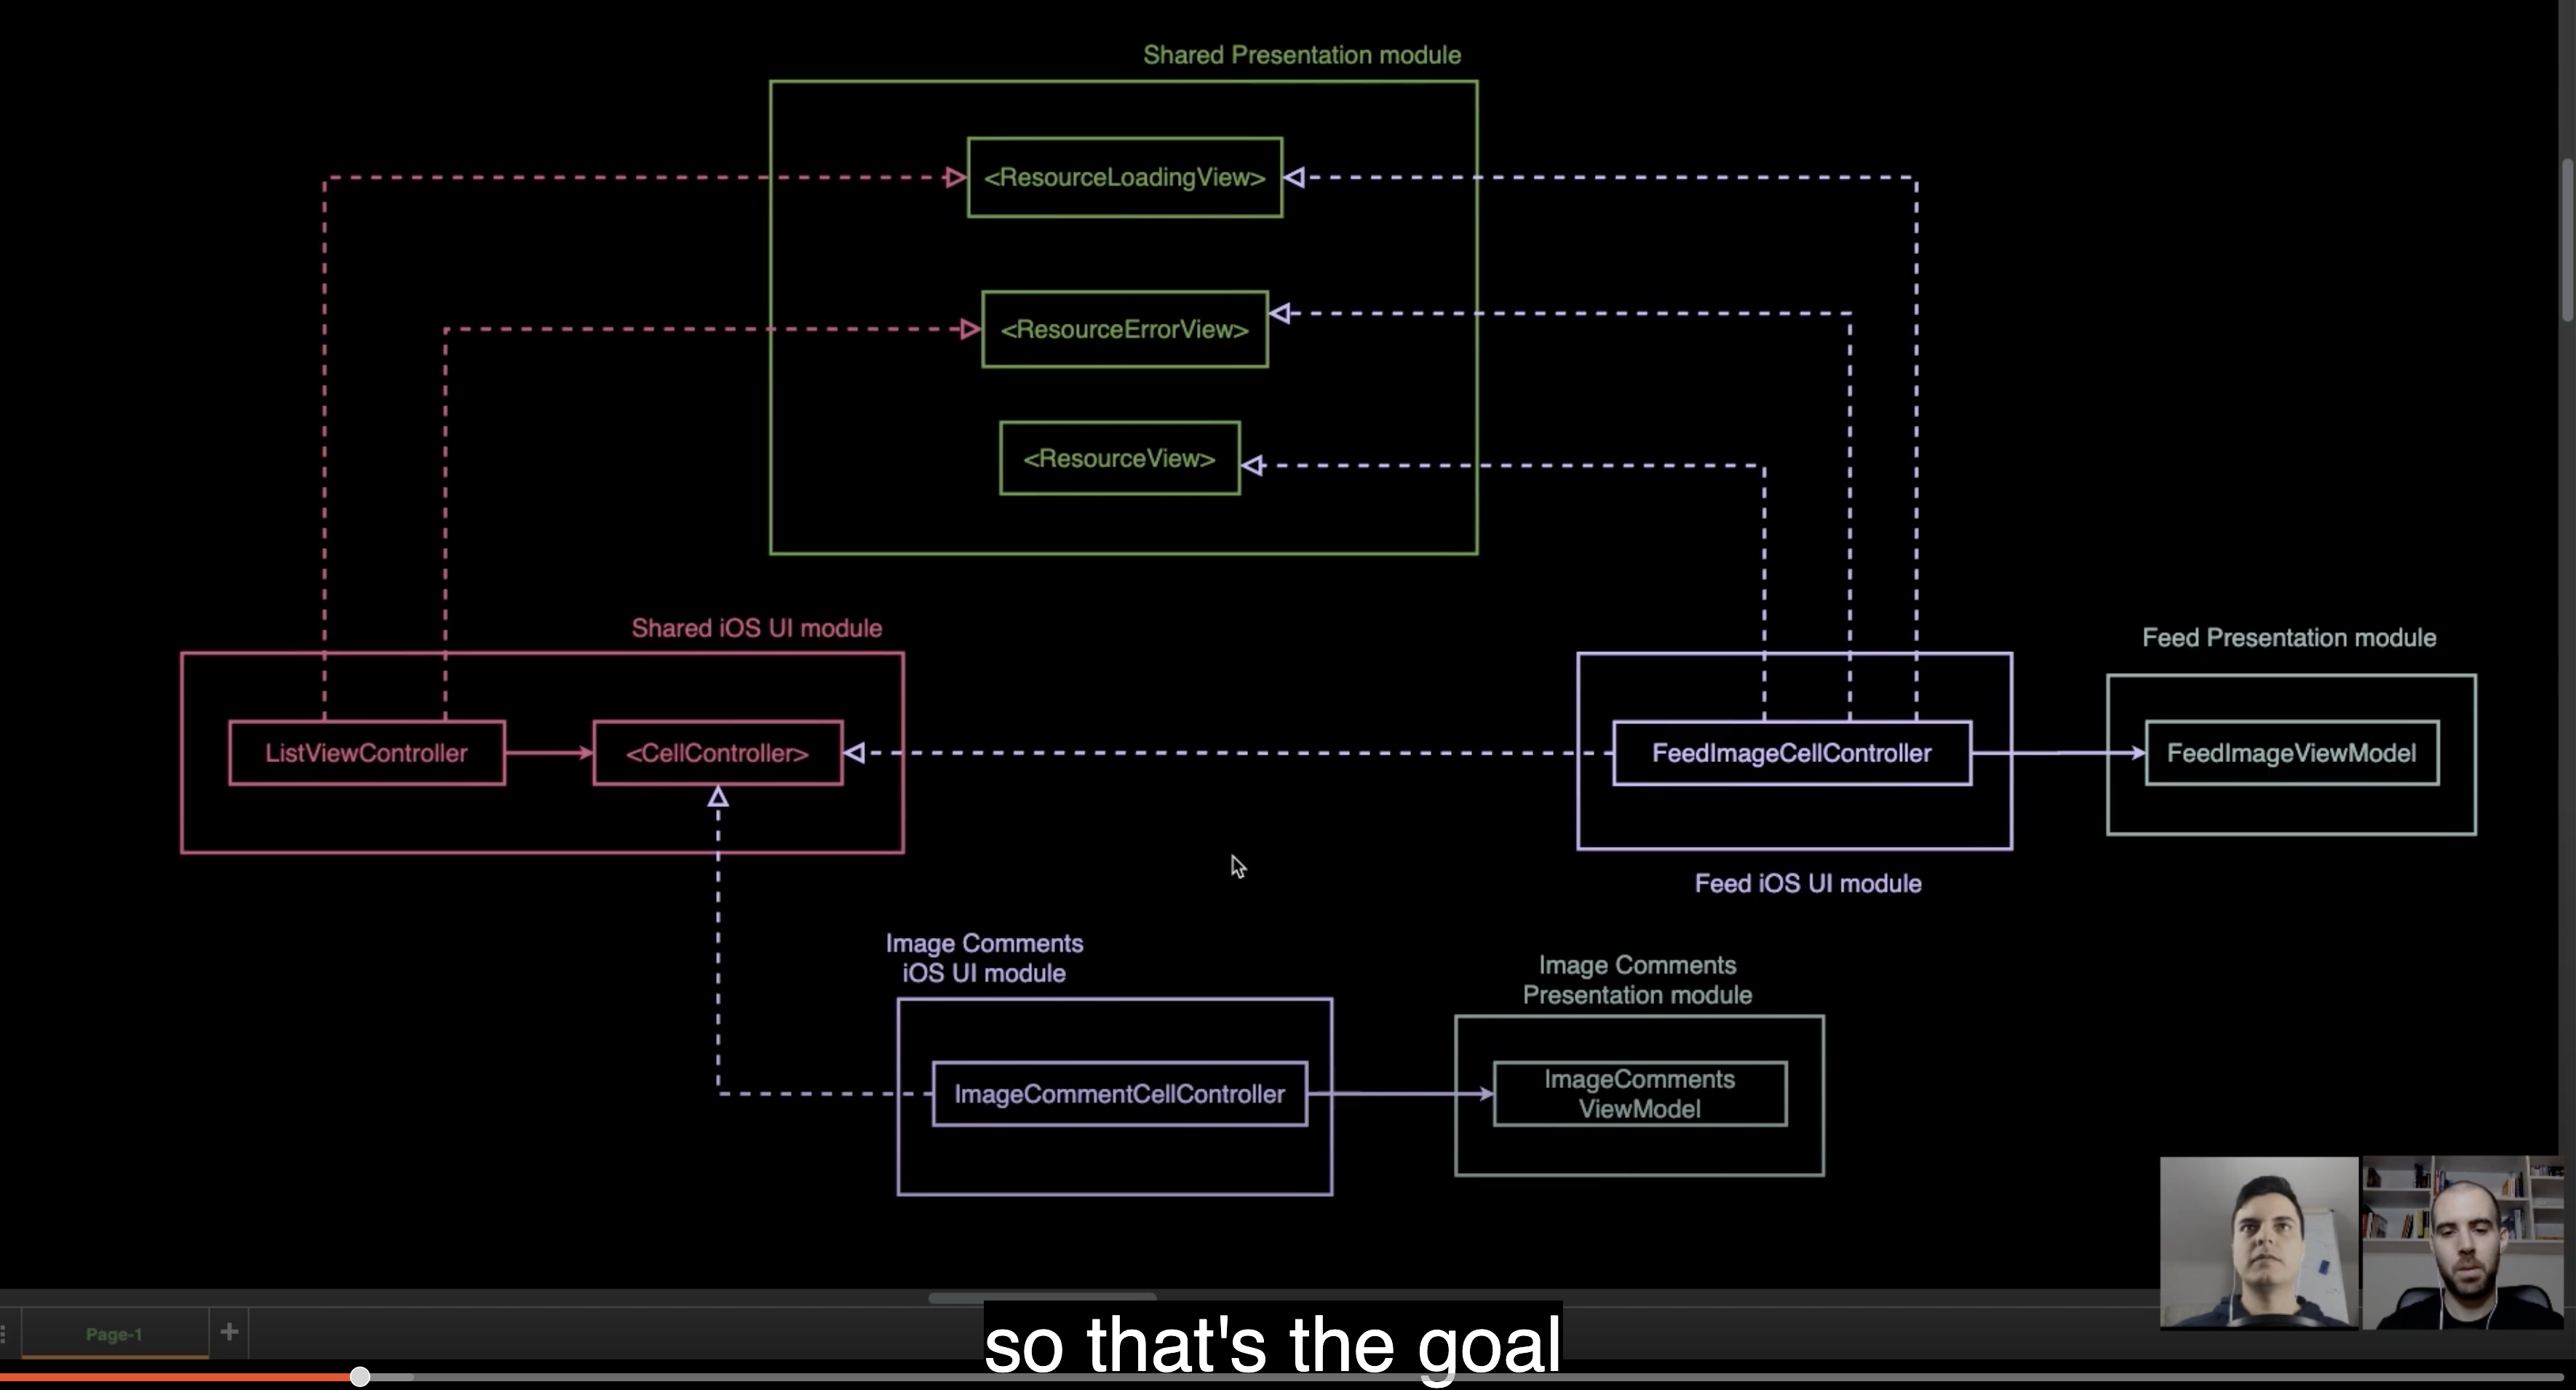 Shared Presentation module
<ResourceLoadingView>
<ResourceErrorView>
<ResourceView>
Shared iOS UI module
ListViewController
<CellController>
FeedImageCellController
Feed iOS UI module
Feed Presentation module
FeedImageViewModel
Image Comments
iOS UI module
ImageCommentCellController
Image Comments
Presentation module
ImageComments
ViewModel
Page-1
+
so that's the goal